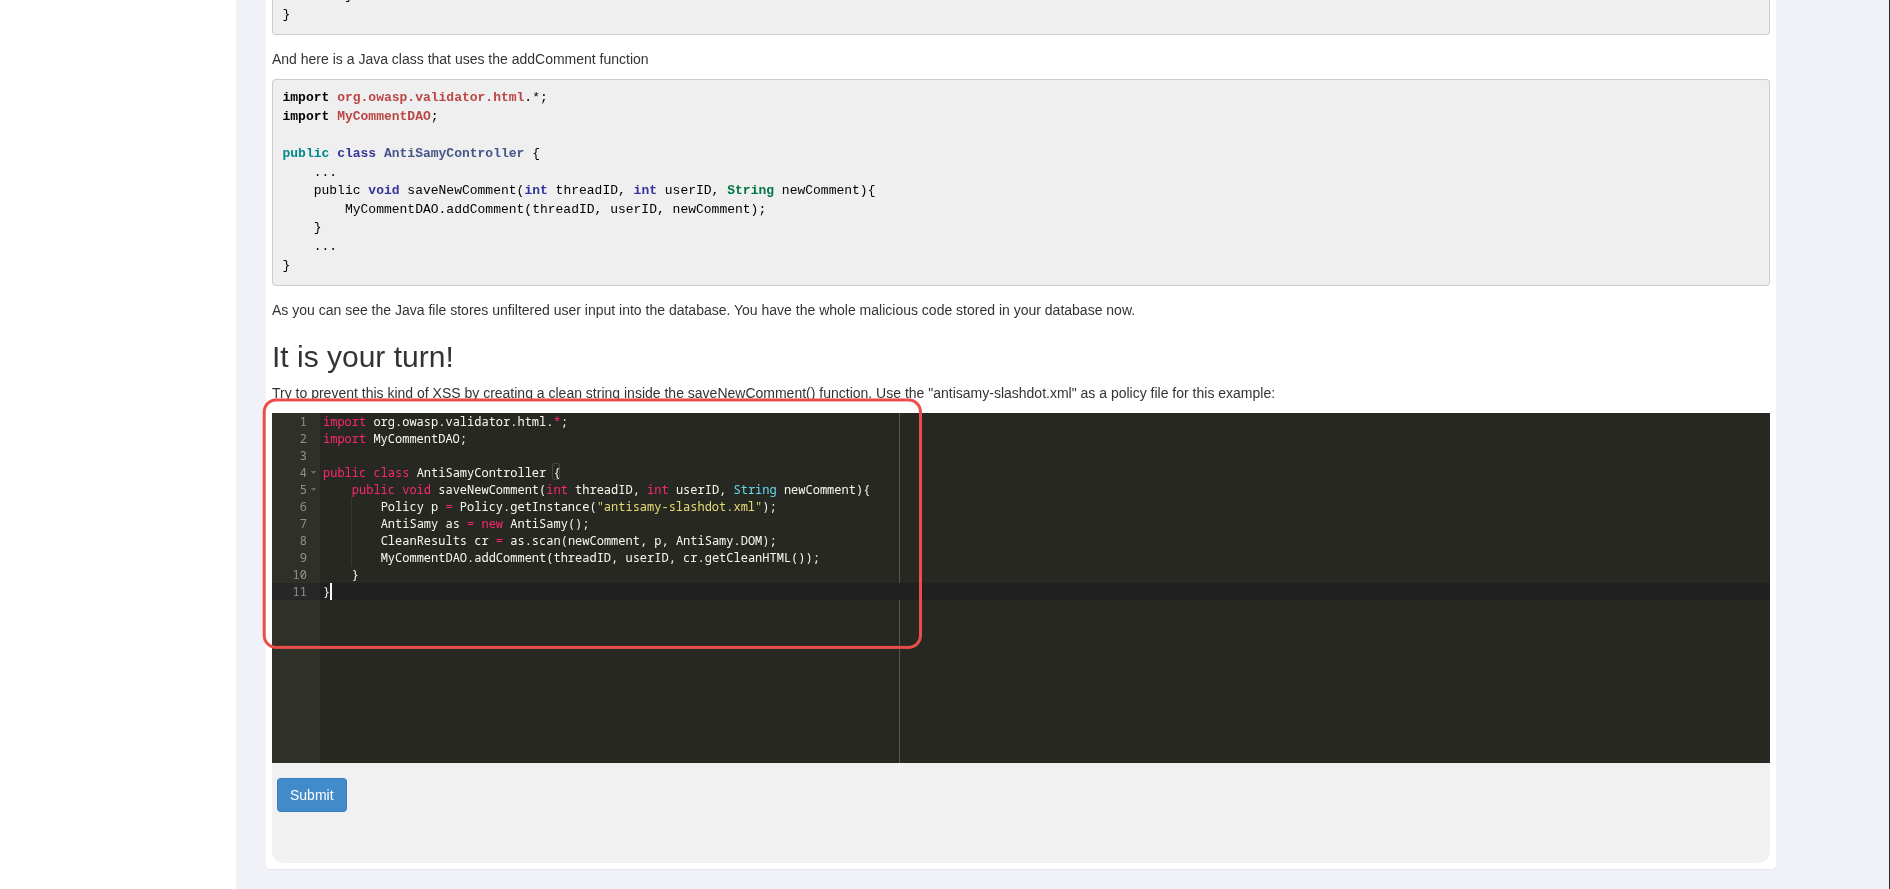 }
And here is a Java class that uses the addComment function
import org.owasp.validator.html.*;
import MyCommentDAO;
public class AntiSamyController {
...
public void saveNewComment(int threadID, int userID, String newComment){
MyCommentDAO.addComment(threadID, userID, newComment);
}
...
}
As you can see the Java file stores unfiltered user input into the database. You have the whole malicious code stored in your database now.
It is your turn!
Try to prevent this kind of XSS by creating a clean string inside the saveNewComment() function. Use the "antisamy-slashdot.xml" as a policy file for this example:
1 import org.owasp.validator.html.*;
2 import MyCommentDAO;
3
4 public class AntiSamyController {
5 public void saveNewComment(int threadID, int userID, String newComment){
6 Policy p = Policy.getInstance("antisamy-slashdot.xml");
7 AntiSamy as = new AntiSamy();
8 CleanResults cr = as.scan(newComment, p, AntiSamy.DOM);
9 MyCommentDAO.addComment(threadID, userID, cr.getCleanHTML());
10 }
11 }
Submit